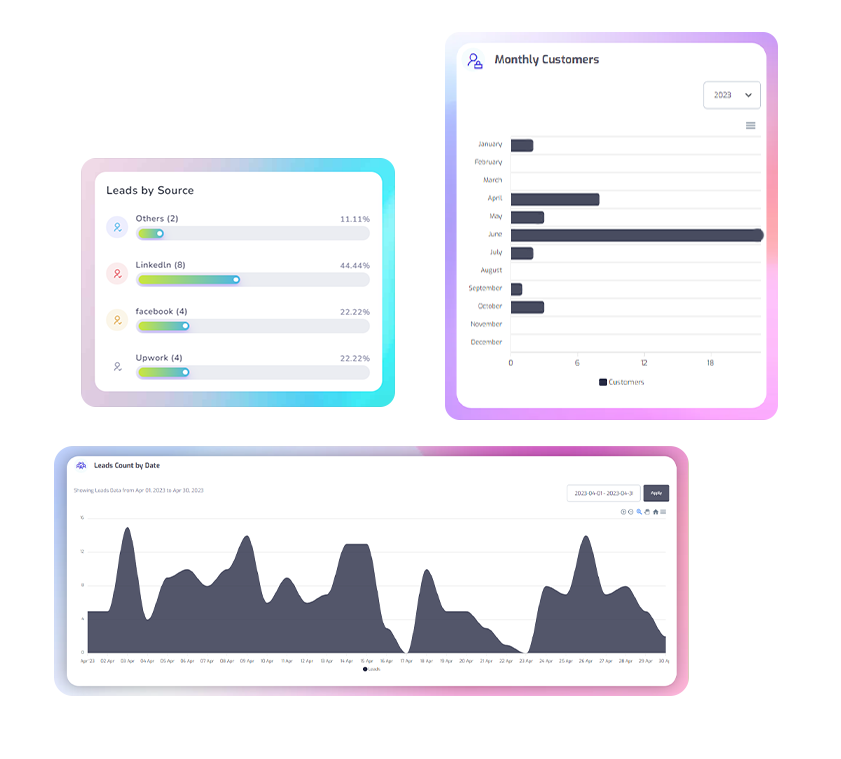 Monthly Customers
2023
January
February
March
April
May
June
July
August
September
October
November
December
0 6 12 18
Customers
Leads by Source
Others (2) 11.11%
LinkedIn (8) 44.44%
facebook (4) 22.22%
Upwork (4) 22.22%
Leads Count by Date
Showing Leads Data from Apr 01, 2023 to Apr 30, 2023
2023-04-01 - 2023-04-3 Apply
16
12
8
4
0
Apr '23 02 Apr 03 Apr 04 Apr 05 Apr 06 Apr 07 Apr 08 Apr 09 Apr 10 Apr 11 Apr 12 Apr 13 Apr 14 Apr 15 Apr 16 Apr 17 Apr 18 Apr 19 Apr 20 Apr 21 Apr 22 Apr 23 Apr 24 Apr 25 Apr 26 Apr 27 Apr 28 Apr 29 Apr 30 A
Leads